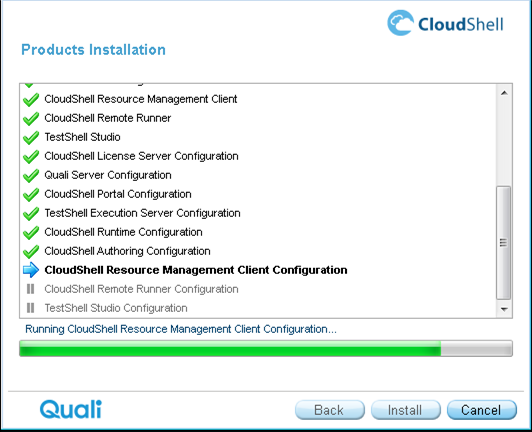 CloudShell
Products Installation
CloudShell Resource Management Client
CloudShell Remote Runner
TestShell Studio
CloudShell License Server Configuration
Quali Server Configuration
CloudShell Portal Configuration
TestShell Execution Server Configuration
CloudShell Runtime Configuration
CloudShell Authoring Configuration
CloudShell Resource Management Client Configuration
CloudShell Remote Runner Configuration
TestShell Studio Configuration
Running CloudShell Resource Management Client Configuration...
Quali Back Install Cancel